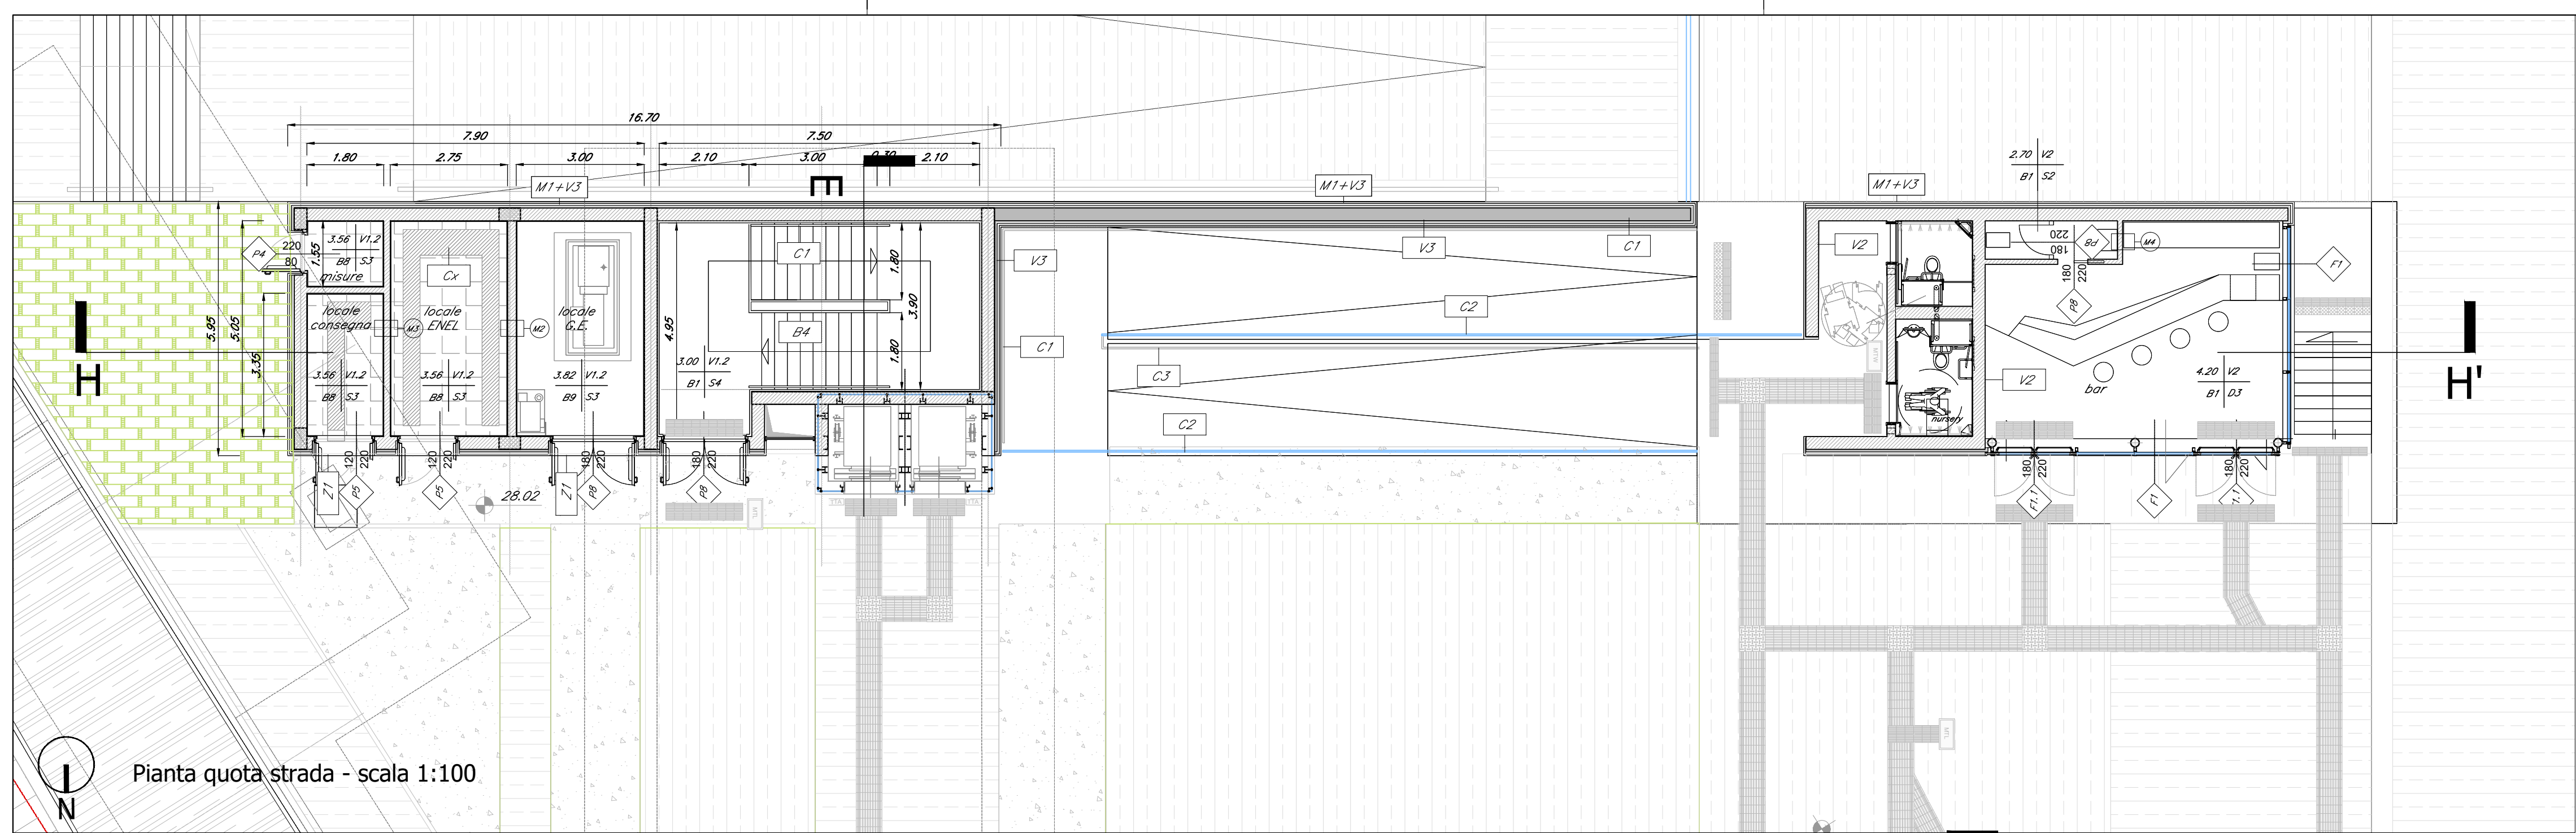 16.70
7.90
7.50
1.80
2.75
3.00
2.10
3.00
0.30
2.10
M1+V3
E
M1+V3
M1+V3
2.70 V2
B1 S2
P4
220
80
1.55
3.56 V1.2
B8 S3
misure
Cx
C1
1.80
V3
V3
C1
V2
220
180
P8
M4
F1
180
220
P8
5.95
5.05
3.35
locale
consegna
M3
locale
ENEL
M2
locale
G.E.
4.95
B4
3.90
1.80
C1
C2
C3
C2
V2
bar
nursery
H
H'
3.56 V1.2
B8 S3
3.56 V1.2
B8 S3
3.82 V1.2
B9 S3
3.00 V1.2
B1 S4
4.20 V2
B1 D3
120
220
120
220
180
220
180
220
180
220
180
220
Z1
P5
P5
Z1
P8
P8
28.02
F1.1
F1
MTL
MTL
N
Pianta quota strada - scala 1:100